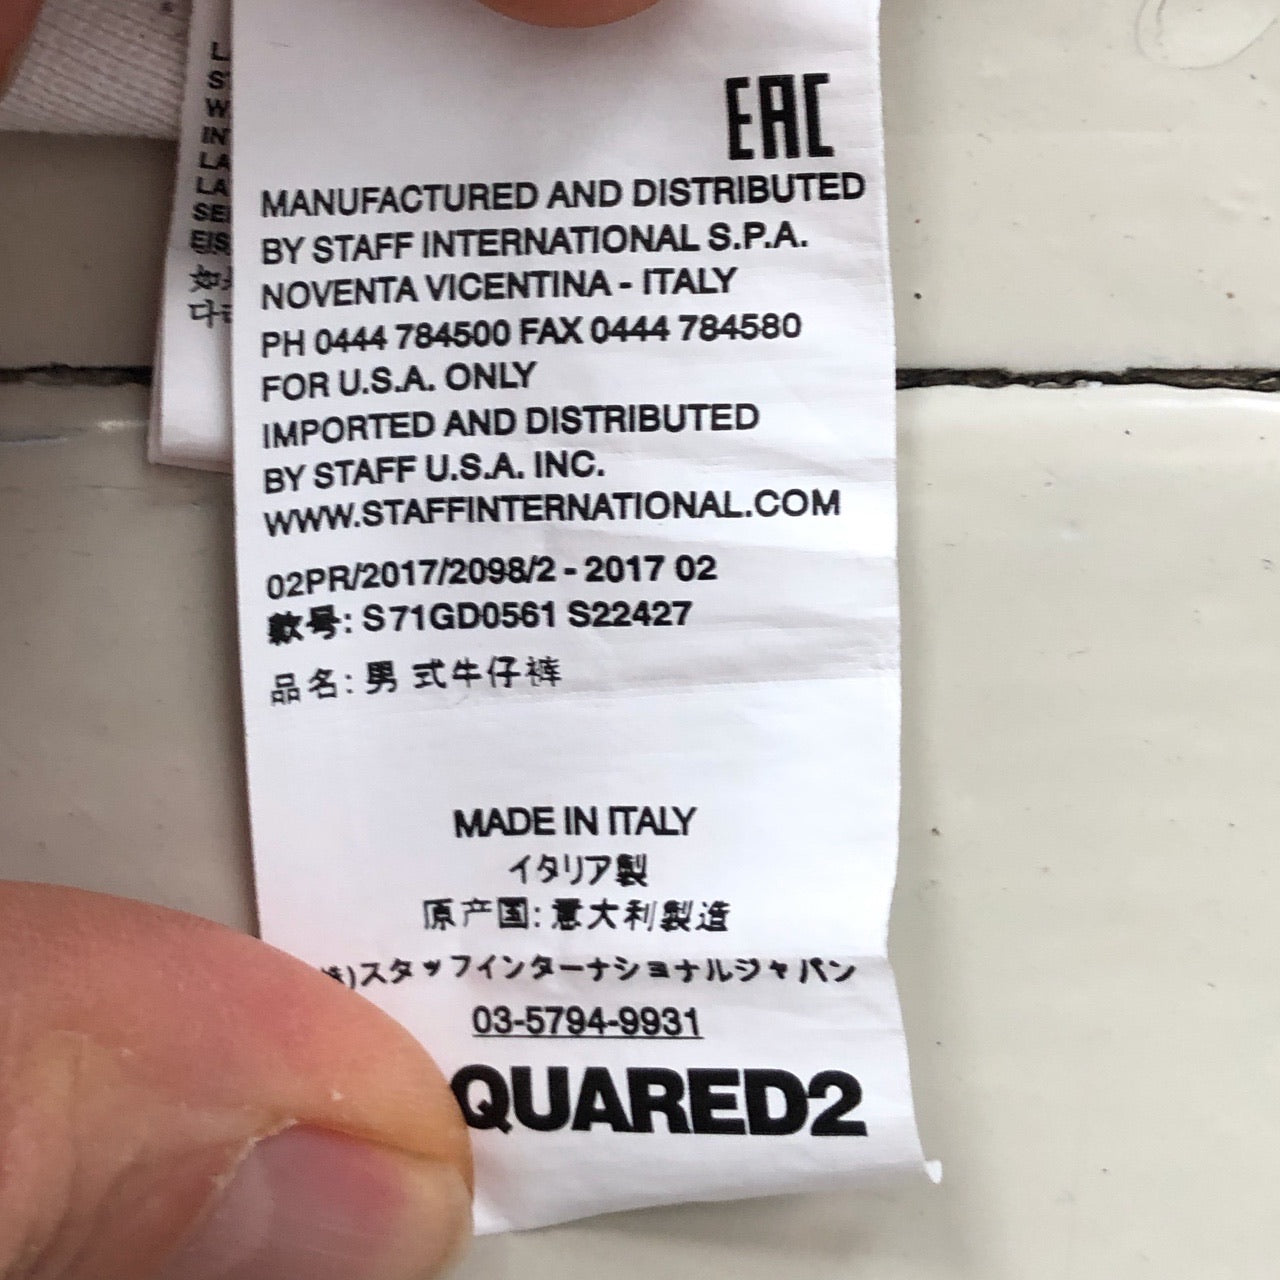 EAC
MANUFACTURED AND DISTRIBUTED
BY STAFF INTERNATIONAL S.P.A.
NOVENTA VICENTINA - ITALY
PH 0444 784500 FAX 0444 784580
FOR U.S.A. ONLY
IMPORTED AND DISTRIBUTED
BY STAFF U.S.A. INC.
WWW.STAFFINTERNATIONAL.COM
02PR/2017/2098/2 - 2017 02
款号: S71GD0561 S22427
品名: 男 式牛仔裤
MADE IN ITALY
イタリア製
原产国: 意大利製造
)スタッフインターナショナルジャパン
03-5794-9931
QUARED2